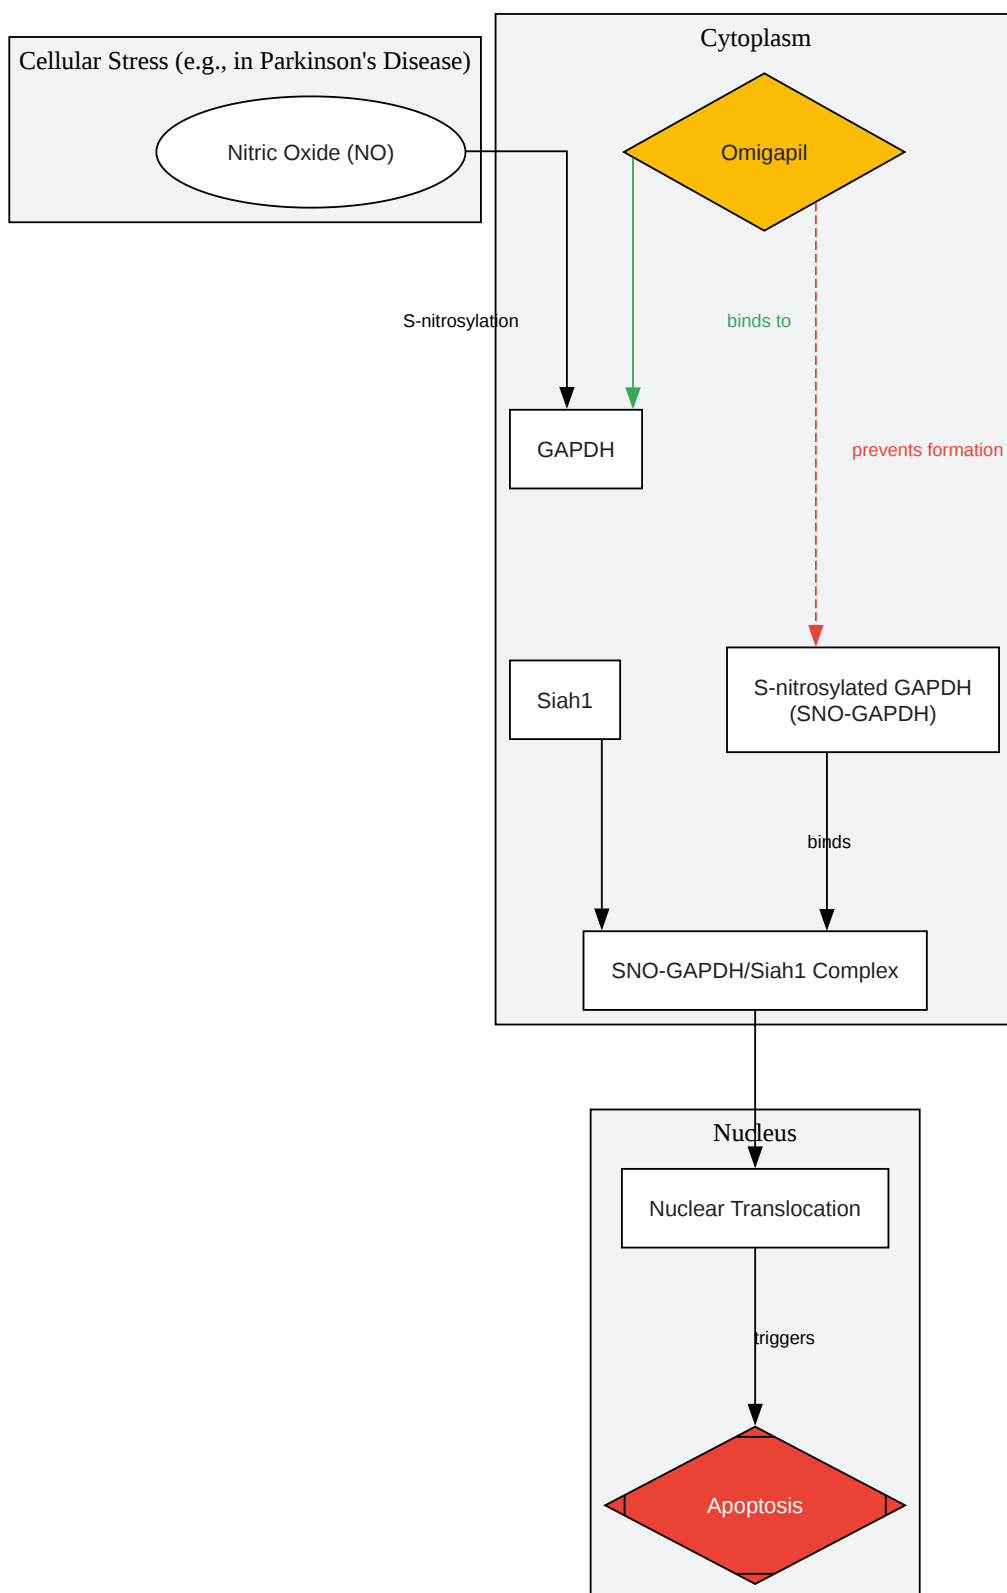 Cytoplasm
Cellular Stress (e.g., in Parkinson's Disease)
Nitric Oxide (NO)
Omigapil
S-nitrosylation
binds to
GAPDH
prevents formation
Siah1
S-nitrosylated GAPDH
(SNO-GAPDH)
binds
SNO-GAPDH/Siah1 Complex
Nucleus
Nuclear Translocation
triggers
Apoptosis